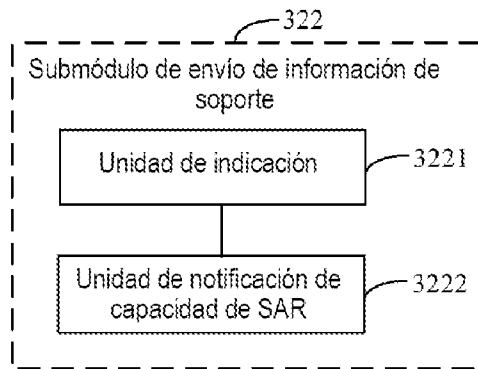 322
Submódulo de envío de información de
soporte
Unidad de indicación
3221
Unidad de notificación de
capacidad de SAR
3222